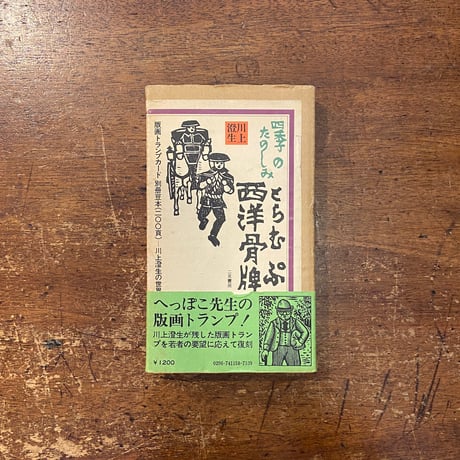 四季の
たのしみ
とらむぷ
西洋骨牌
川上
澄生
版画トランプカード 別冊豆本(二〇〇頁)—川上澄生の世界
へっぽこ先生の
版画トランプ!
川上澄生が残した版画トラン
プを若者の要望に応えて復刻
¥1200
0296-741158-7339